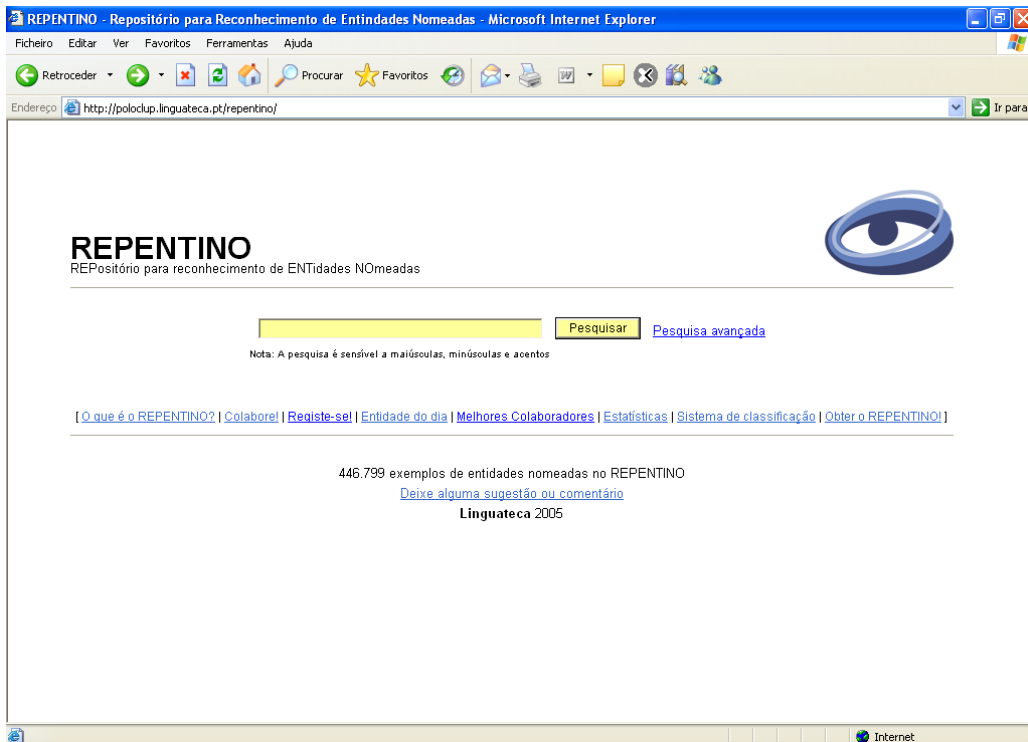 REPENTINO - Repositório para Reconhecimento de Entindades Nomeadas - Microsoft Internet Explorer
Ficheiro Editar Ver Favoritos Ferramentas Ajuda
Retroceder Procurar Favoritos
Endereço http://poloclup.linguateca.pt/repentino/ Ir para
REPENTINO
REPositório para reconhecimento de ENTidades NOmeadas
Pesquisar Pesquisa avançada
Nota: A pesquisa é sensível a maiúsculas, minúsculas e acentos
[ O que é o REPENTINO? | Colabore! | Registe-se! | Entidade do dia | Melhores Colaboradores | Estatísticas | Sistema de classificação | Obter o REPENTINO! ]
446.799 exemplos de entidades nomeadas no REPENTINO
Deixe alguma sugestão ou comentário
Linguateca 2005
Internet